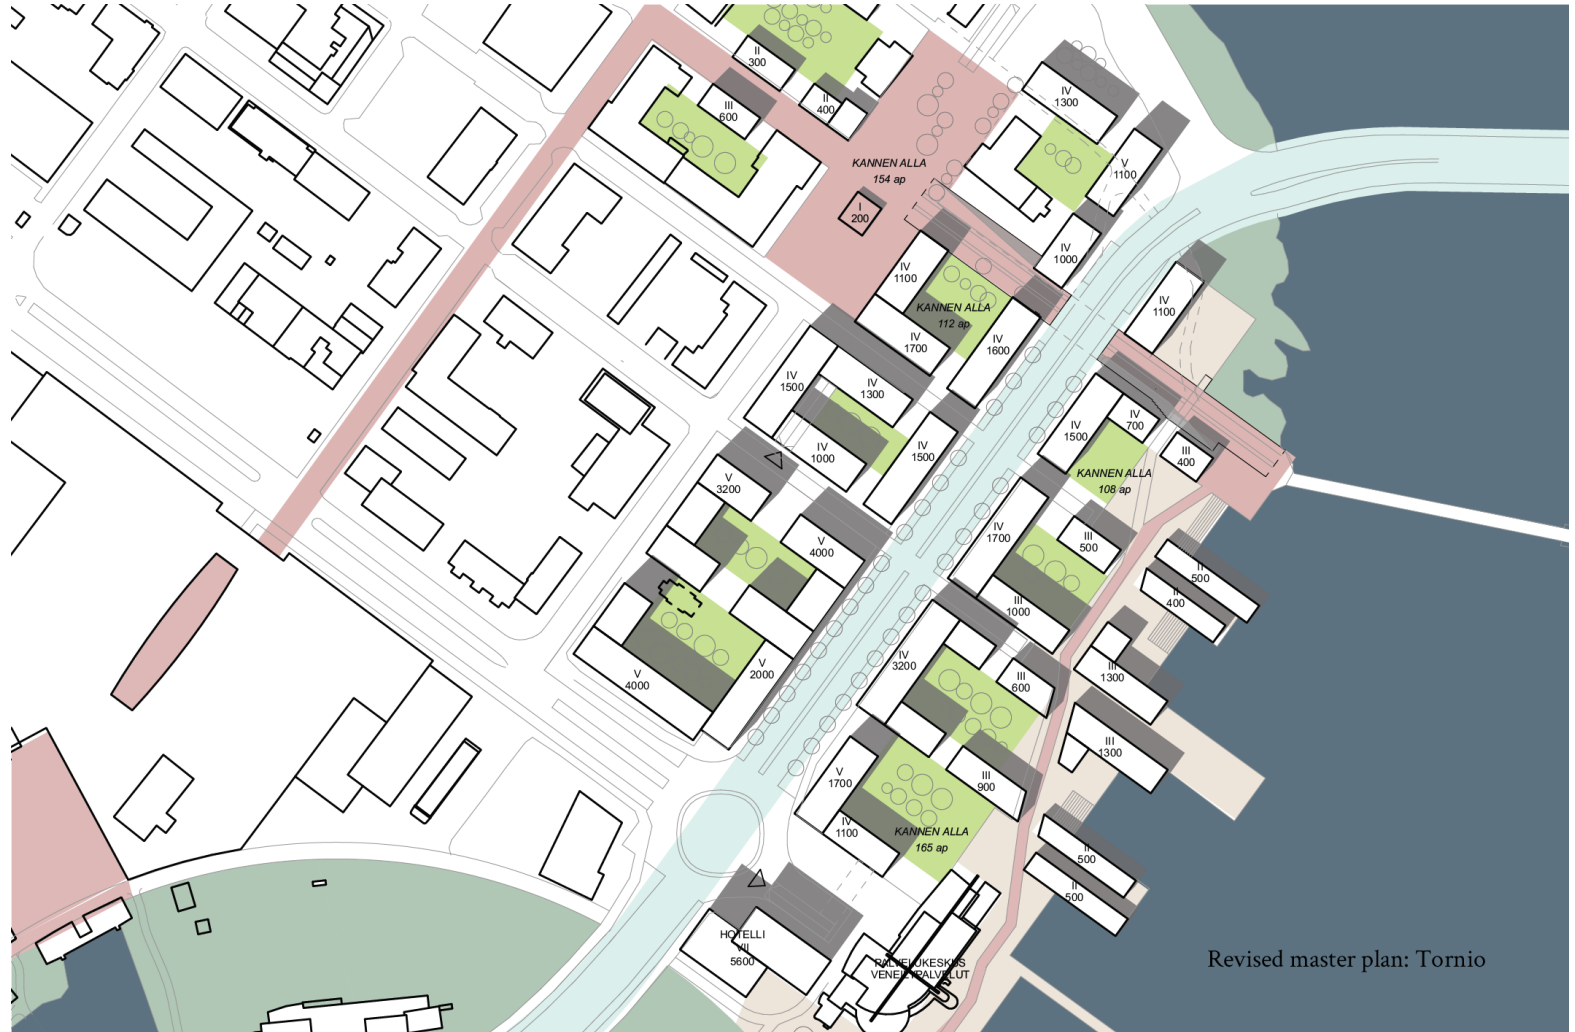 II
300
III
600
II
400
KANNEN ALLA
154 ap
I
200
IV
1300
V
1100
IV
1000
IV
1100
KANNEN ALLA
112 ap
IV
1700
IV
1600
IV
1100
IV
1500
IV
1300
IV
1000
IV
1500
IV
1500
IV
700
III
400
KANNEN ALLA
108 ap
V
3200
V
4000
IV
1700
III
500
III
1000
II
500
II
400
V
4000
V
2000
IV
3200
III
600
III
1300
III
1300
V
1700
IV
1100
III
900
KANNEN ALLA
165 ap
II
500
II
500
HOTELLI
VII
5600
PALVELUKESKUS
VENEILYPALVELUT
Revised master plan: Tornio